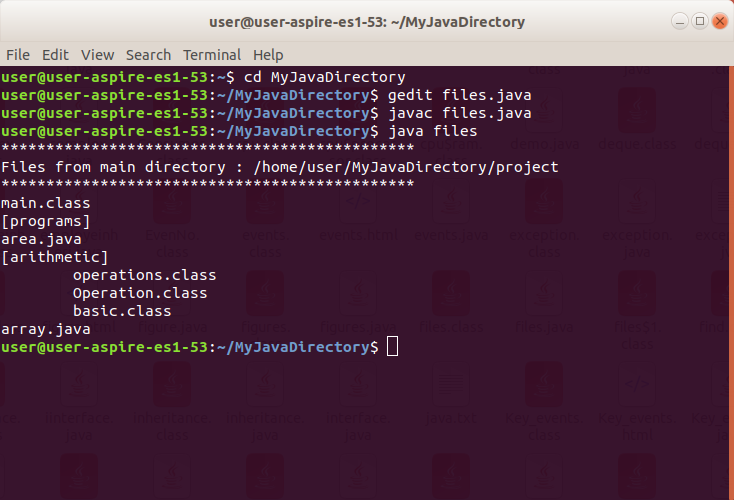 user@user-aspire-es1-53: ~/MyJavaDirectory
File Edit View Search Terminal Help
user@user-aspire-es1-53:~$ cd MyJavaDirectory
user@user-aspire-es1-53:~/MyJavaDirectory$ gedit files.java
user@user-aspire-es1-53:~/MyJavaDirectory$ javac files.java
user@user-aspire-es1-53:~/MyJavaDirectory$ java files
**********************************************
Files from main directory : /home/user/MyJavaDirectory/project
**********************************************
main.class
[programs]
area.java
[arithmetic]
operations.class
Operation.class
basic.class
array.java
user@user-aspire-es1-53:~/MyJavaDirectory$